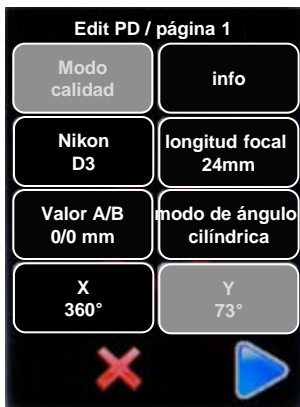 Edit PD / página 1
Modo
calidad
info
Nikon
D3
longitud focal
24mm
Valor A/B
0/0 mm
modo de ángulo
cilíndrica
X
360°
Y
73°